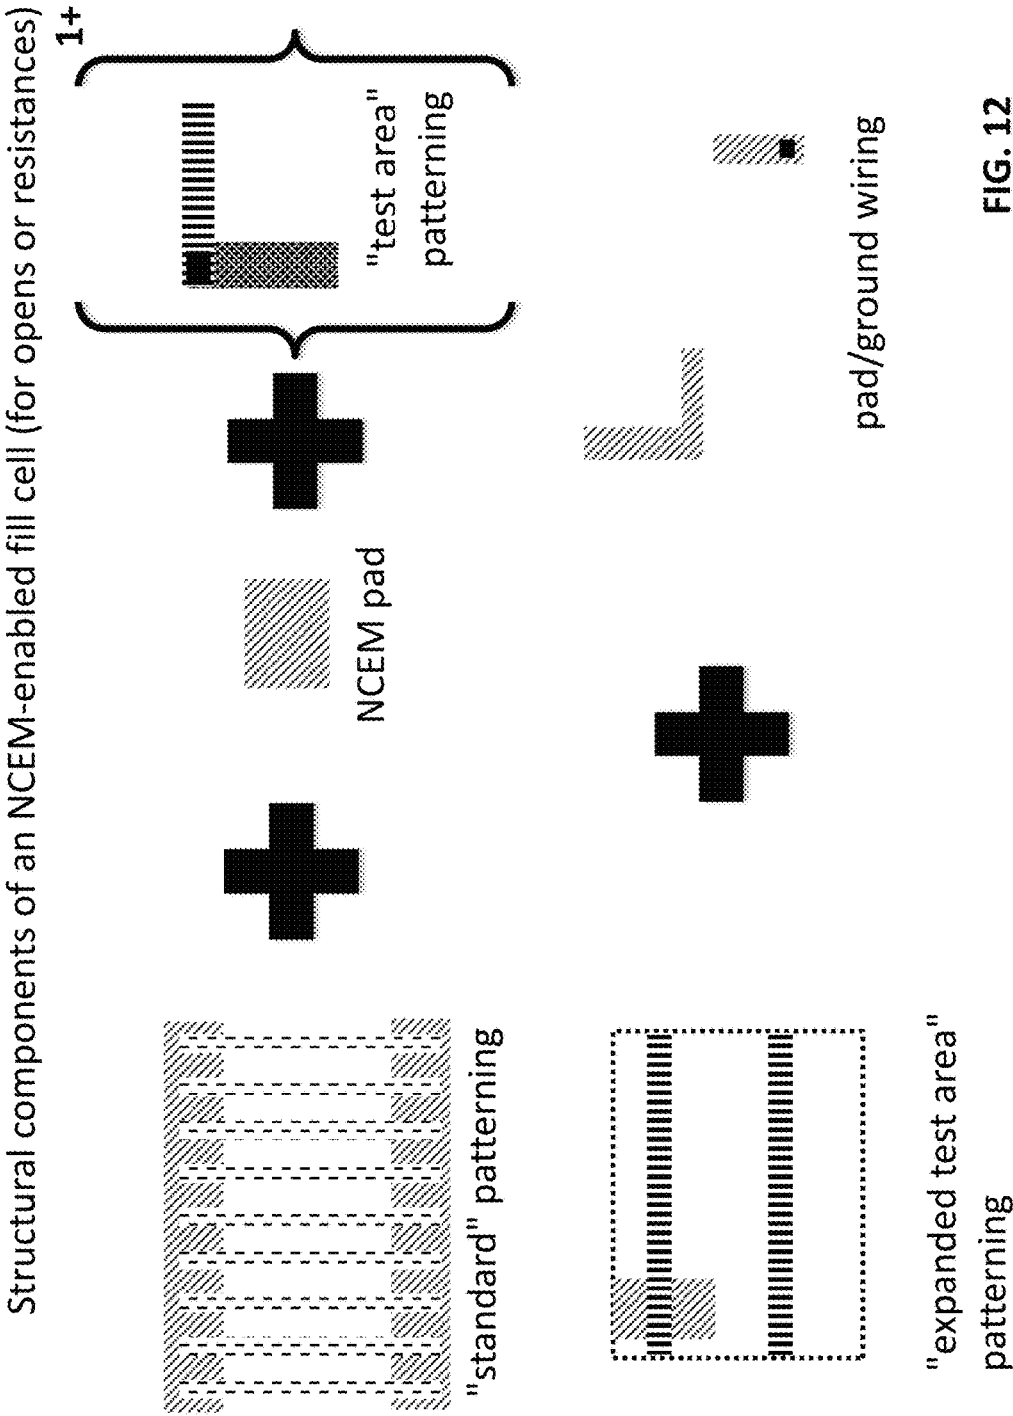 Structural components of an NCEM-enabled fill cell (for opens or resistances)
1+
"standard" patterning
NCEM pad
"test area"
patterning
"expanded test area"
patterning
pad/ground wiring
FIG. 12